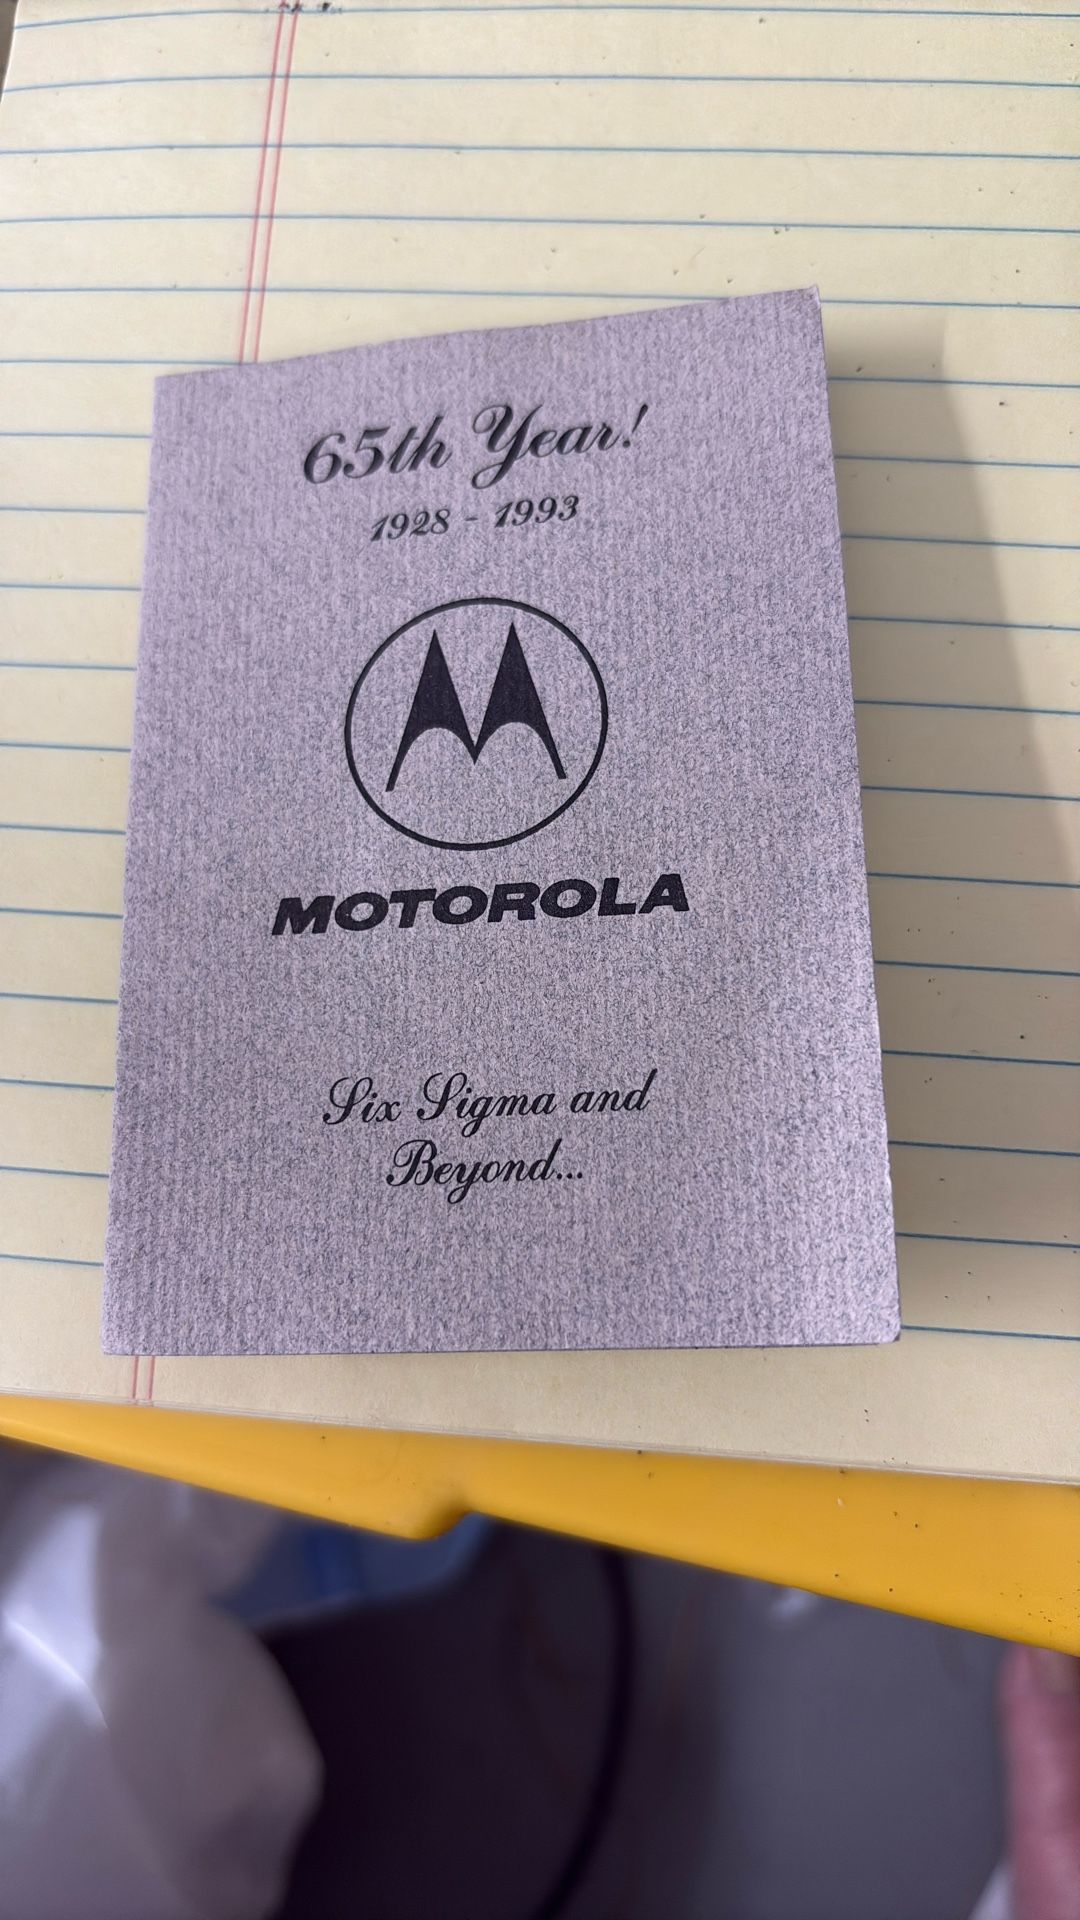 65th Year!
1928 - 1993
MOTOROLA
Six Sigma and
Beyond...